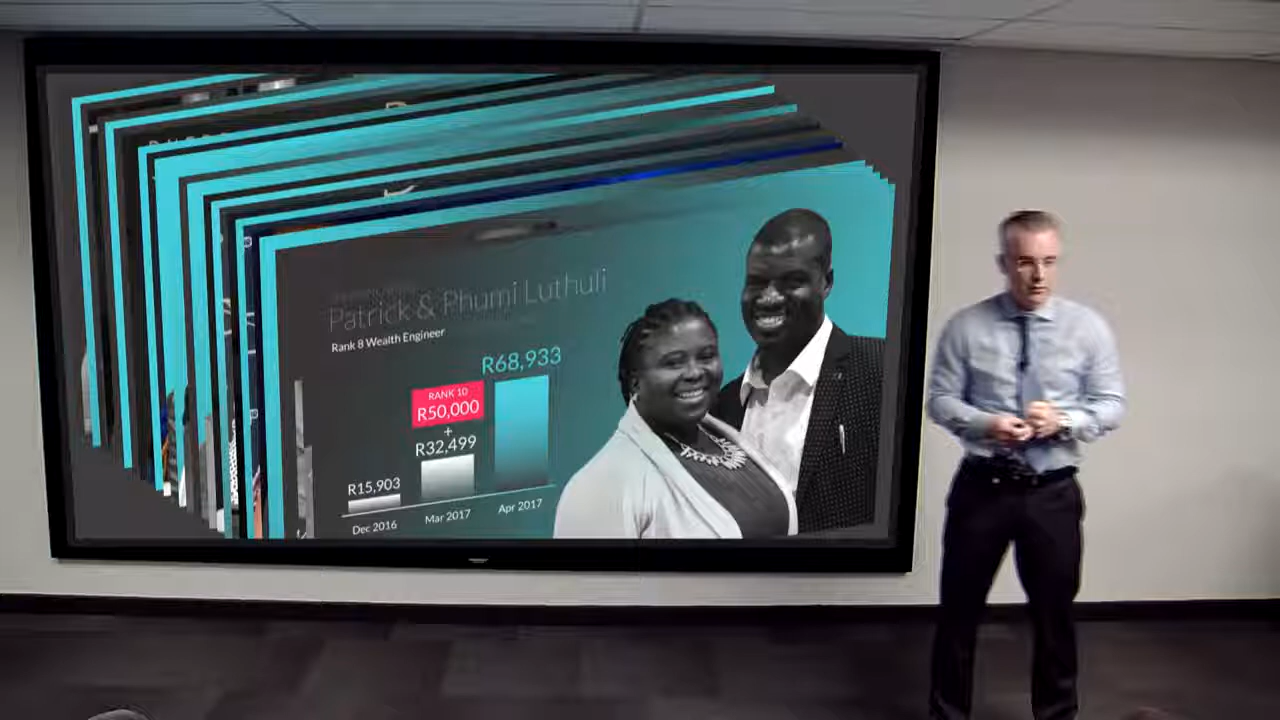 Patrick & Phumi Luthuli
Rank 8 Wealth Engineer
R68,933
RANK 10
R50,000
+
R32,499
R15,903
Dec 2016
Mar 2017
Apr 2017